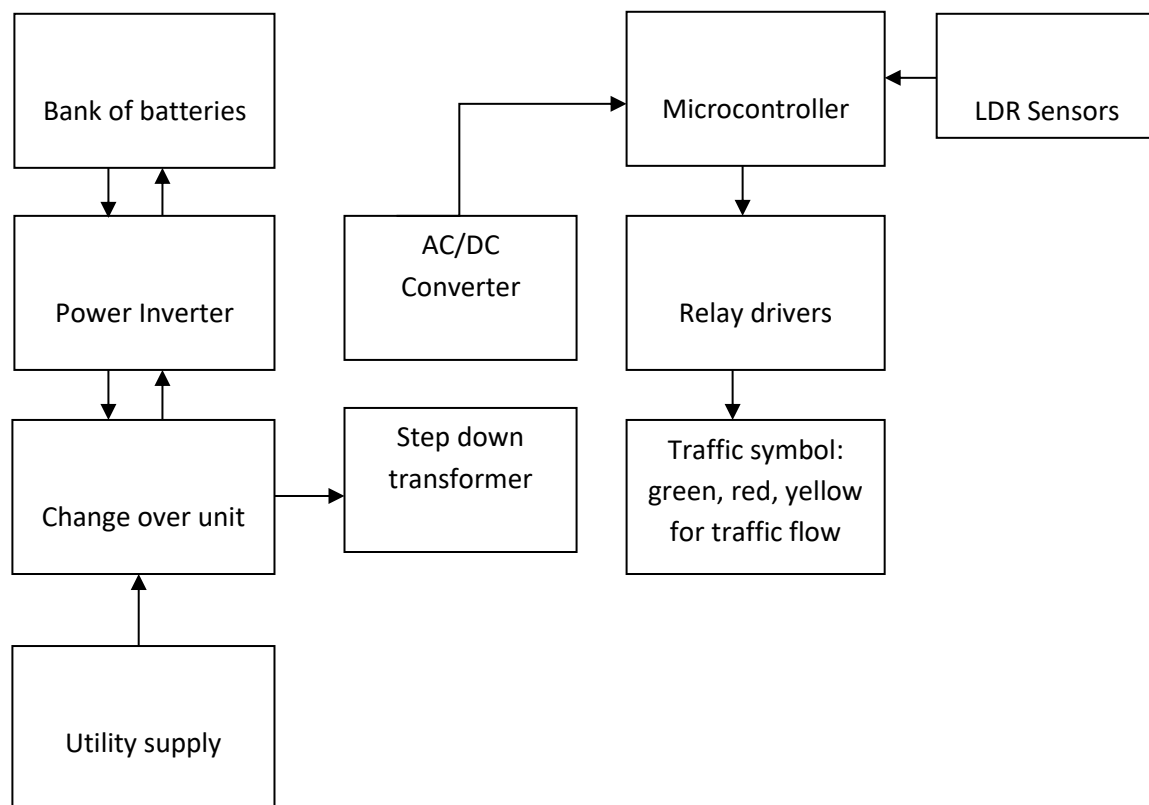 Bank of batteries
Microcontroller
LDR Sensors
Power Inverter
AC/DC
Converter
Relay drivers
Change over unit
Step down
transformer
Traffic symbol:
green, red, yellow
for traffic flow
Utility supply